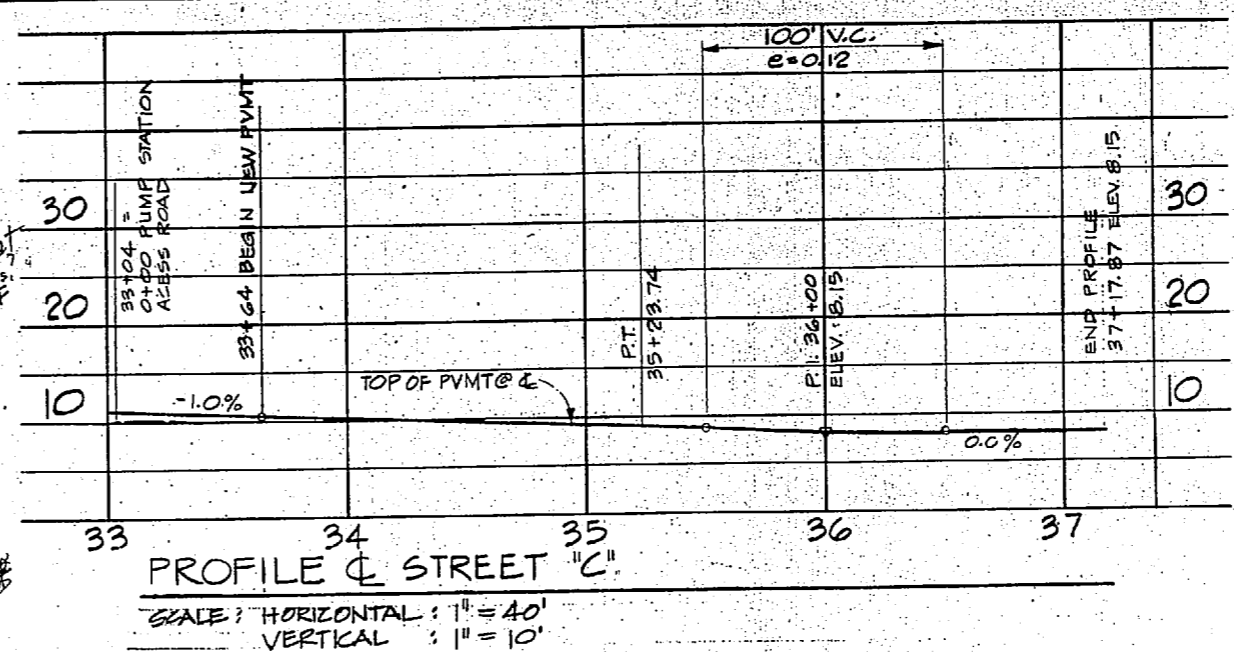 100' V.C.
e=0.12
33+04 =
0+00 PUMP STATION
ACESS ROAD
33+64 BEGIN NEW PVMT
P.T.
35+23.74
P.I. 36+00
ELEV. 8.15
END PROFILE
37+17.87 ELEV. 8.15
30
30
20
20
10
10
-1.0%
TOP OF PVMT @ ℄
0.0%
33
34
35
36
37
PROFILE ℄ STREET "C"
SCALE: HORIZONTAL: 1" = 40'
VERTICAL : 1" = 10'